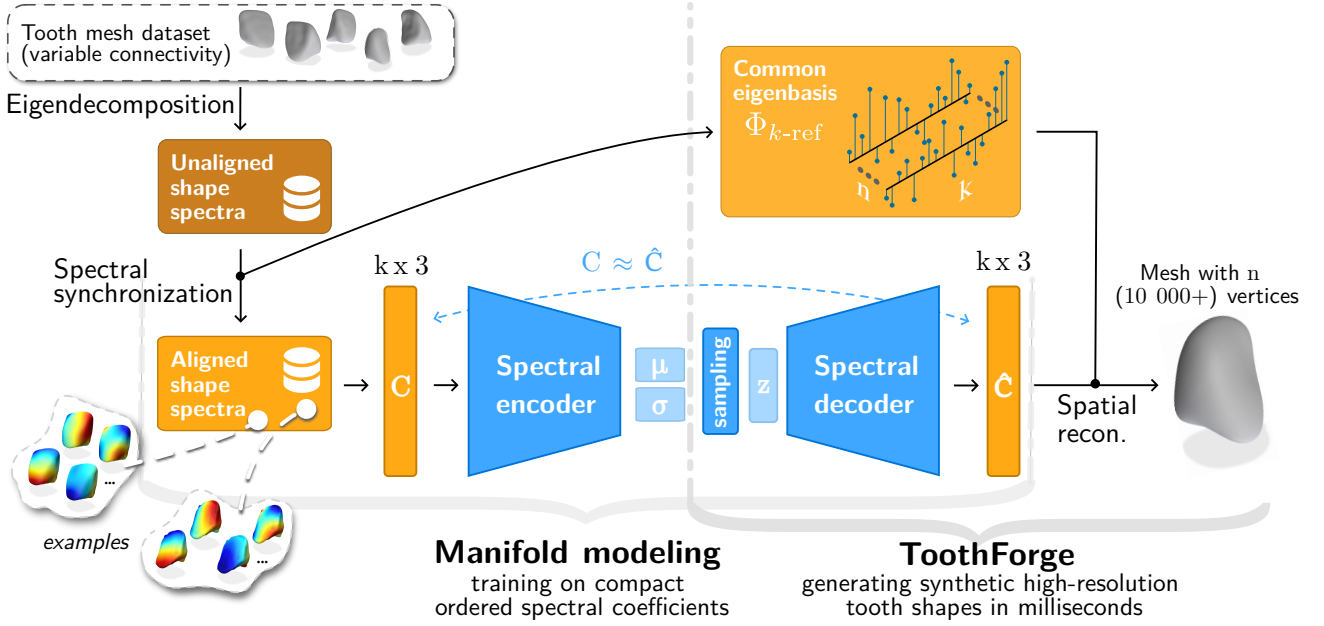 Tooth mesh dataset
(variable connectivity)
Eigendecomposition
Unaligned
shape
spectra
Common
eigenbasis
Φk-ref
n
k
Spectral
synchronization
k x 3
C ≈ Ĉ
k x 3
Mesh with n
(10 000+) vertices
Aligned
shape
spectra
C
Spectral
encoder
μ
σ
sampling
z
Spectral
decoder
Ĉ
Spatial
recon.
...
...
examples
Manifold modeling
training on compact
ordered spectral coefficients
ToothForge
generating synthetic high-resolution
tooth shapes in milliseconds